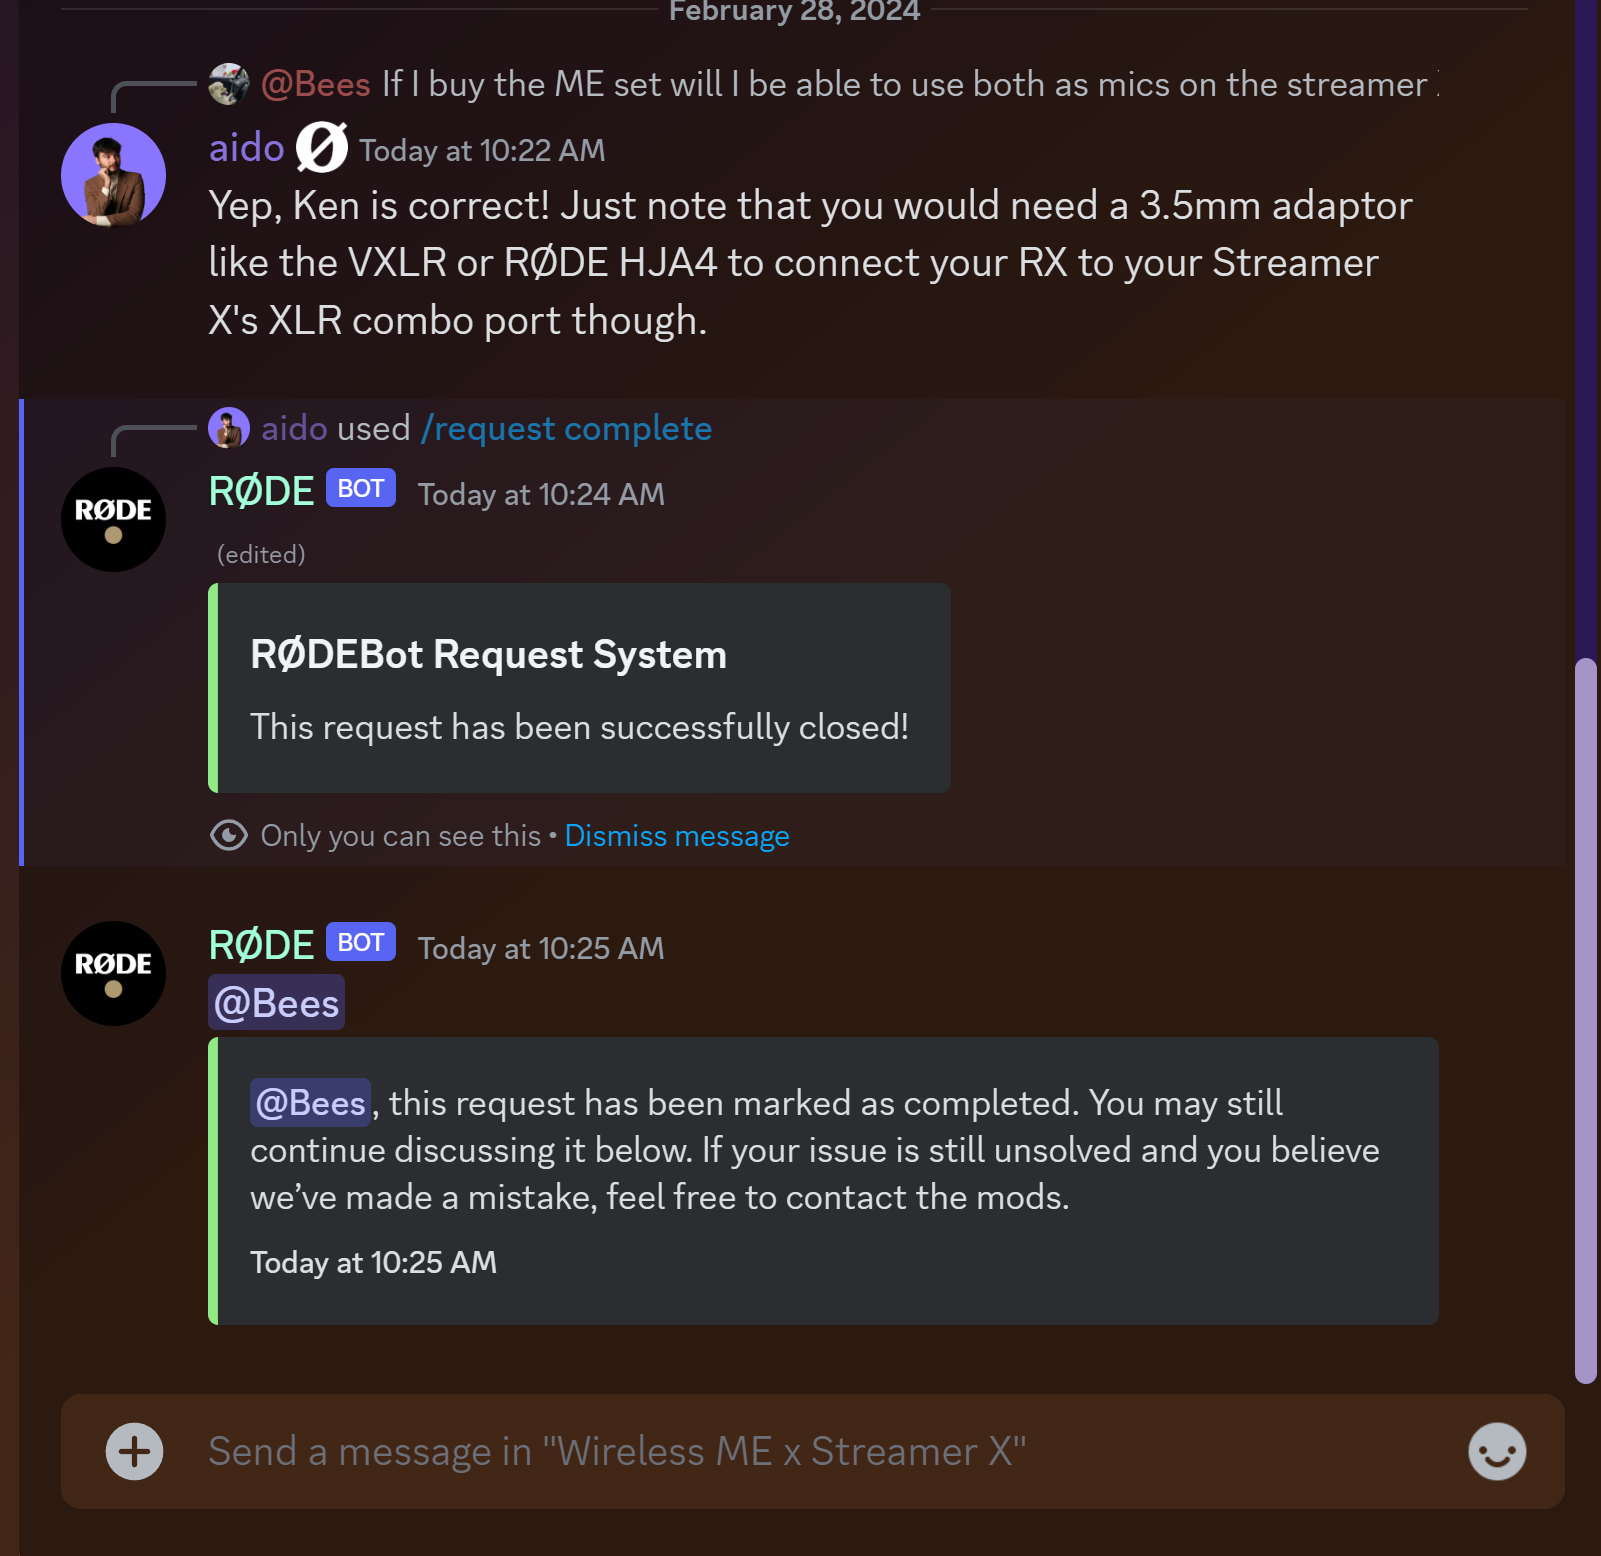 February 28, 2024
@Bees If I buy the ME set will I be able to use both as mics on the streamer
aido Ø Today at 10:22 AM
Yep, Ken is correct! Just note that you would need a 3.5mm adaptor
like the VXLR or RØDE HJA4 to connect your RX to your Streamer
X's XLR combo port though.
aido used /request complete
RØDE
RØDE BOT Today at 10:24 AM
(edited)
RØDEBot Request System
This request has been successfully closed!
Only you can see this • Dismiss message
RØDE
RØDE BOT Today at 10:25 AM
@Bees
@Bees, this request has been marked as completed. You may still
continue discussing it below. If your issue is still unsolved and you believe
we’ve made a mistake, feel free to contact the mods.
Today at 10:25 AM
Send a message in "Wireless ME x Streamer X"